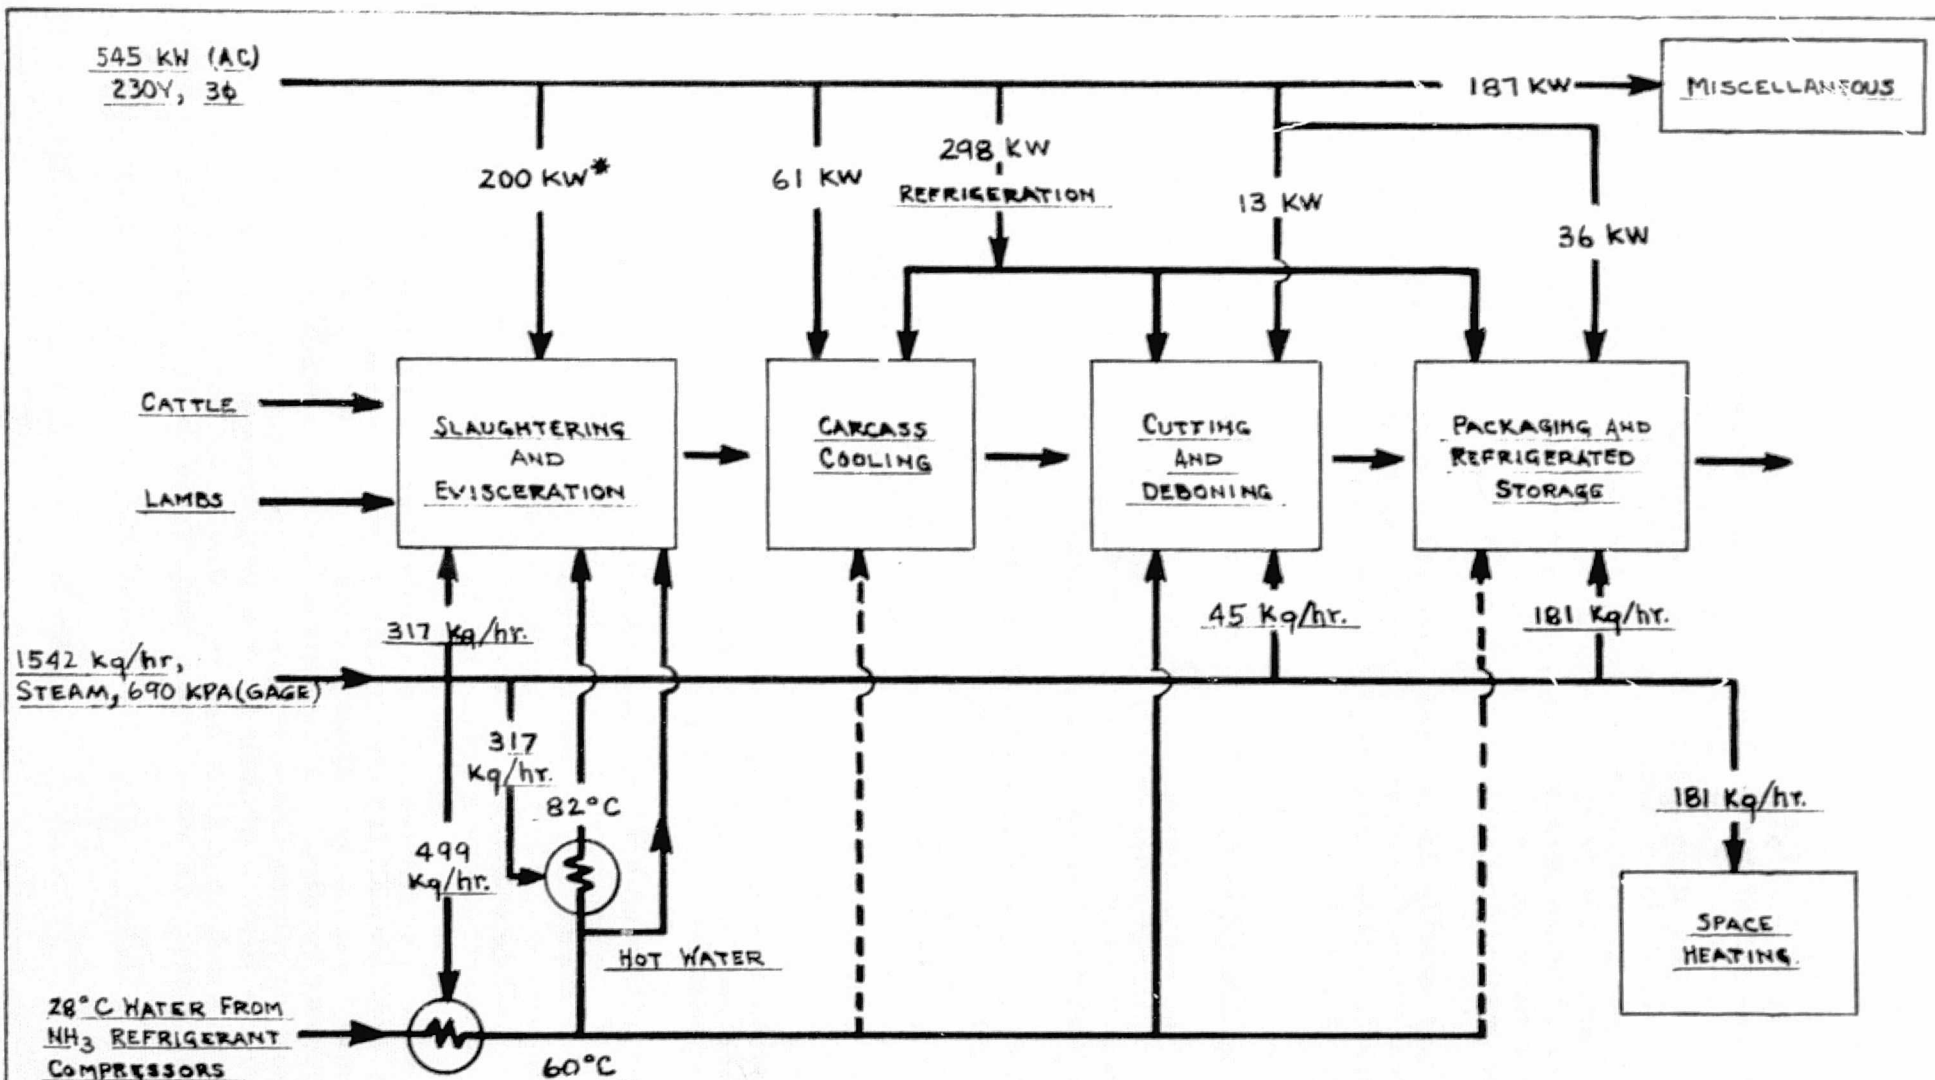 545 KW (AC)
230V, 3ϕ
187 KW
MISCELLANEOUS
200 KW*
61 KW
298 KW
REFRIGERATION
13 KW
36 KW
CATTLE
LAMBS
SLAUGHTERING
AND
EVISCERATION
CARCASS
COOLING
CUTTING
AND
DEBONING
PACKAGING AND
REFRIGERATED
STORAGE
317 Kg/hr.
45 Kg/hr.
181 Kg/hr.
1542 Kg/hr,
STEAM, 690 KPA (GAGE)
317
Kg/hr.
82°C
499
Kg/hr.
181 Kg/hr.
HOT WATER
SPACE
HEATING.
28°C WATER FROM
NH₃ REFRIGERANT
COMPRESSORS
60°C